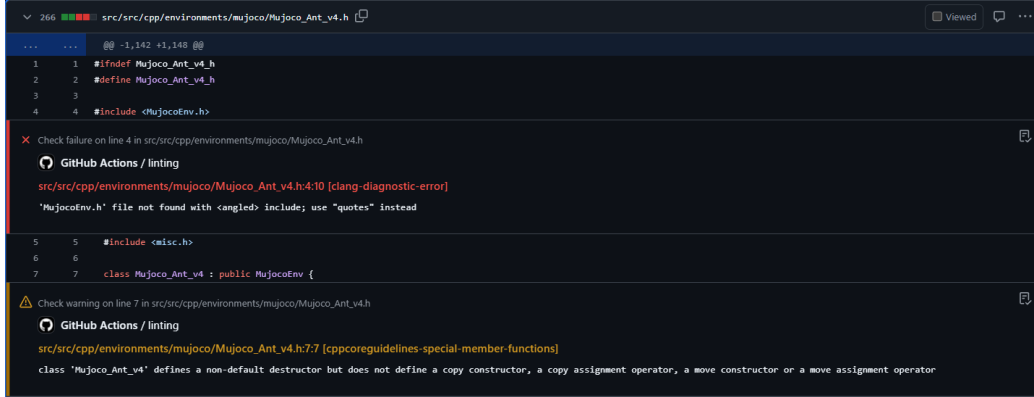 266 src/src/cpp/environments/mujoco/Mujoco_Ant_v4.h Viewed ...
... ... @@ -1,142 +1,148 @@
1 1 #ifndef Mujoco_Ant_v4_h
2 2 #define Mujoco_Ant_v4_h
3 3
4 4 #include <MujocoEnv.h>
Check failure on line 4 in src/src/cpp/environments/mujoco/Mujoco_Ant_v4.h
GitHub Actions / linting
src/src/cpp/environments/mujoco/Mujoco_Ant_v4.h:4:10 [clang-diagnostic-error]
'MujocoEnv.h' file not found with <angled> include; use "quotes" instead
5 5 #include <misc.h>
6 6
7 7 class Mujoco_Ant_v4 : public MujocoEnv {
Check warning on line 7 in src/src/cpp/environments/mujoco/Mujoco_Ant_v4.h
GitHub Actions / linting
src/src/cpp/environments/mujoco/Mujoco_Ant_v4.h:7:7 [cppcoreguidelines-special-member-functions]
class 'Mujoco_Ant_v4' defines a non-default destructor but does not define a copy constructor, a copy assignment operator, a move constructor or a move assignment operator